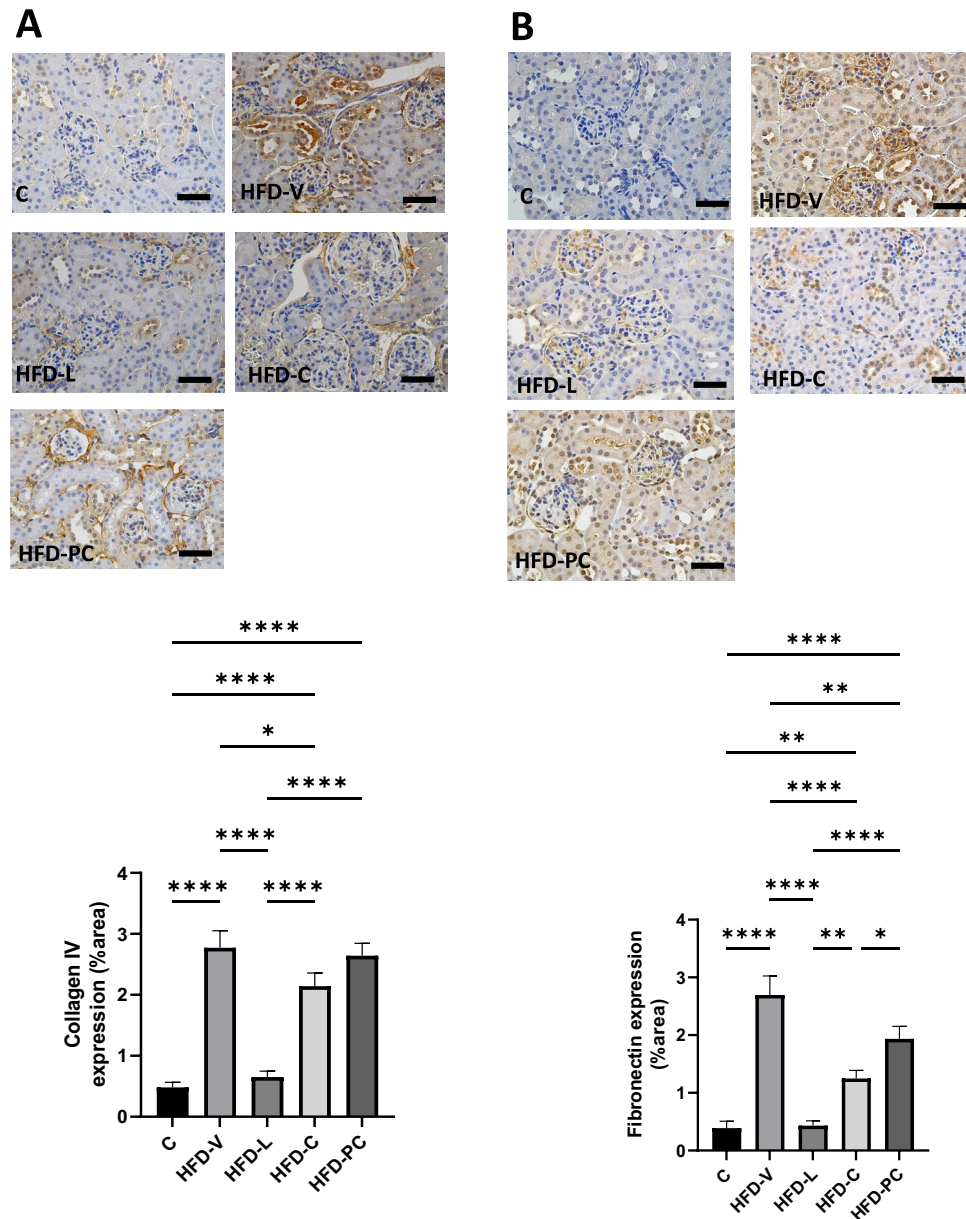 A
B
C
HFD-V
C
HFD-V
HFD-L
HFD-C
HFD-L
HFD-C
HFD-PC
HFD-PC
****
****
*
****
****
**** ****
4
3
2
1
0
Collagen IV
expression (%area)
C
HFD-V
HFD-L
HFD-C
HFD-PC
****
**
**
****
****
****
**** ** *
4
3
2
1
0
Fibronectin expression
(%area)
C
HFD-V
HFD-L
HFD-C
HFD-PC